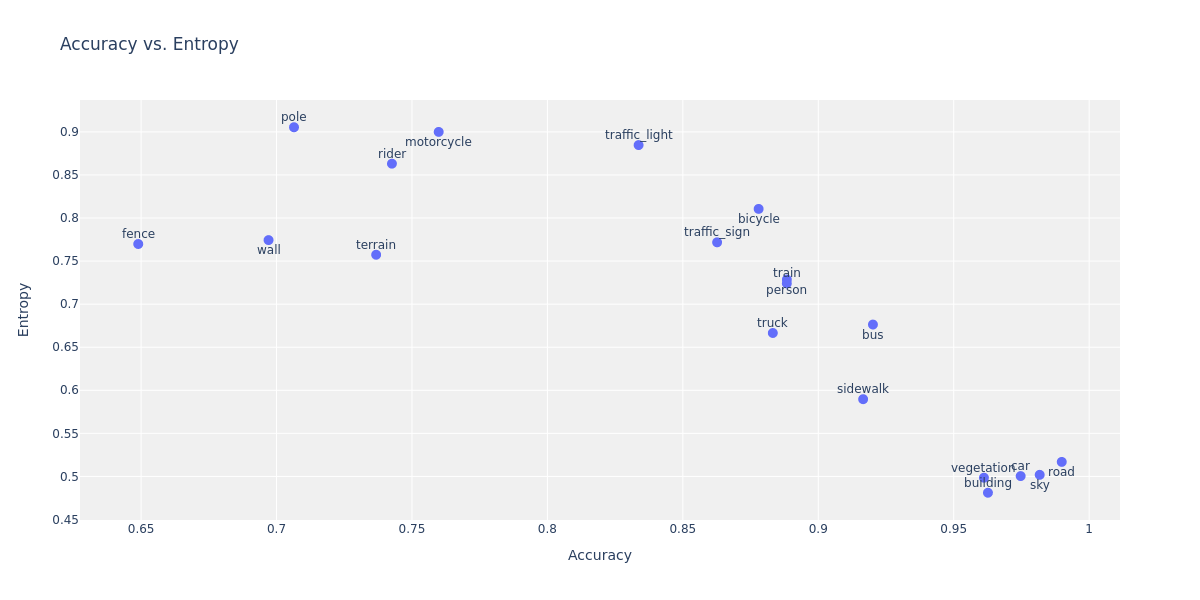 Accuracy vs. Entropy
pole
0.9
traffic_light
motorcycle
rider
0.85
0.8
bicycle
traffic_sign
fence
wall
terrain
0.75
train
person
0.7
Entropy
truck
bus
0.65
sidewalk
0.6
0.55
vegetation
car
road
0.5
building
sky
0.45
0.65 0.7 0.75 0.8 0.85 0.9 0.95 1
Accuracy